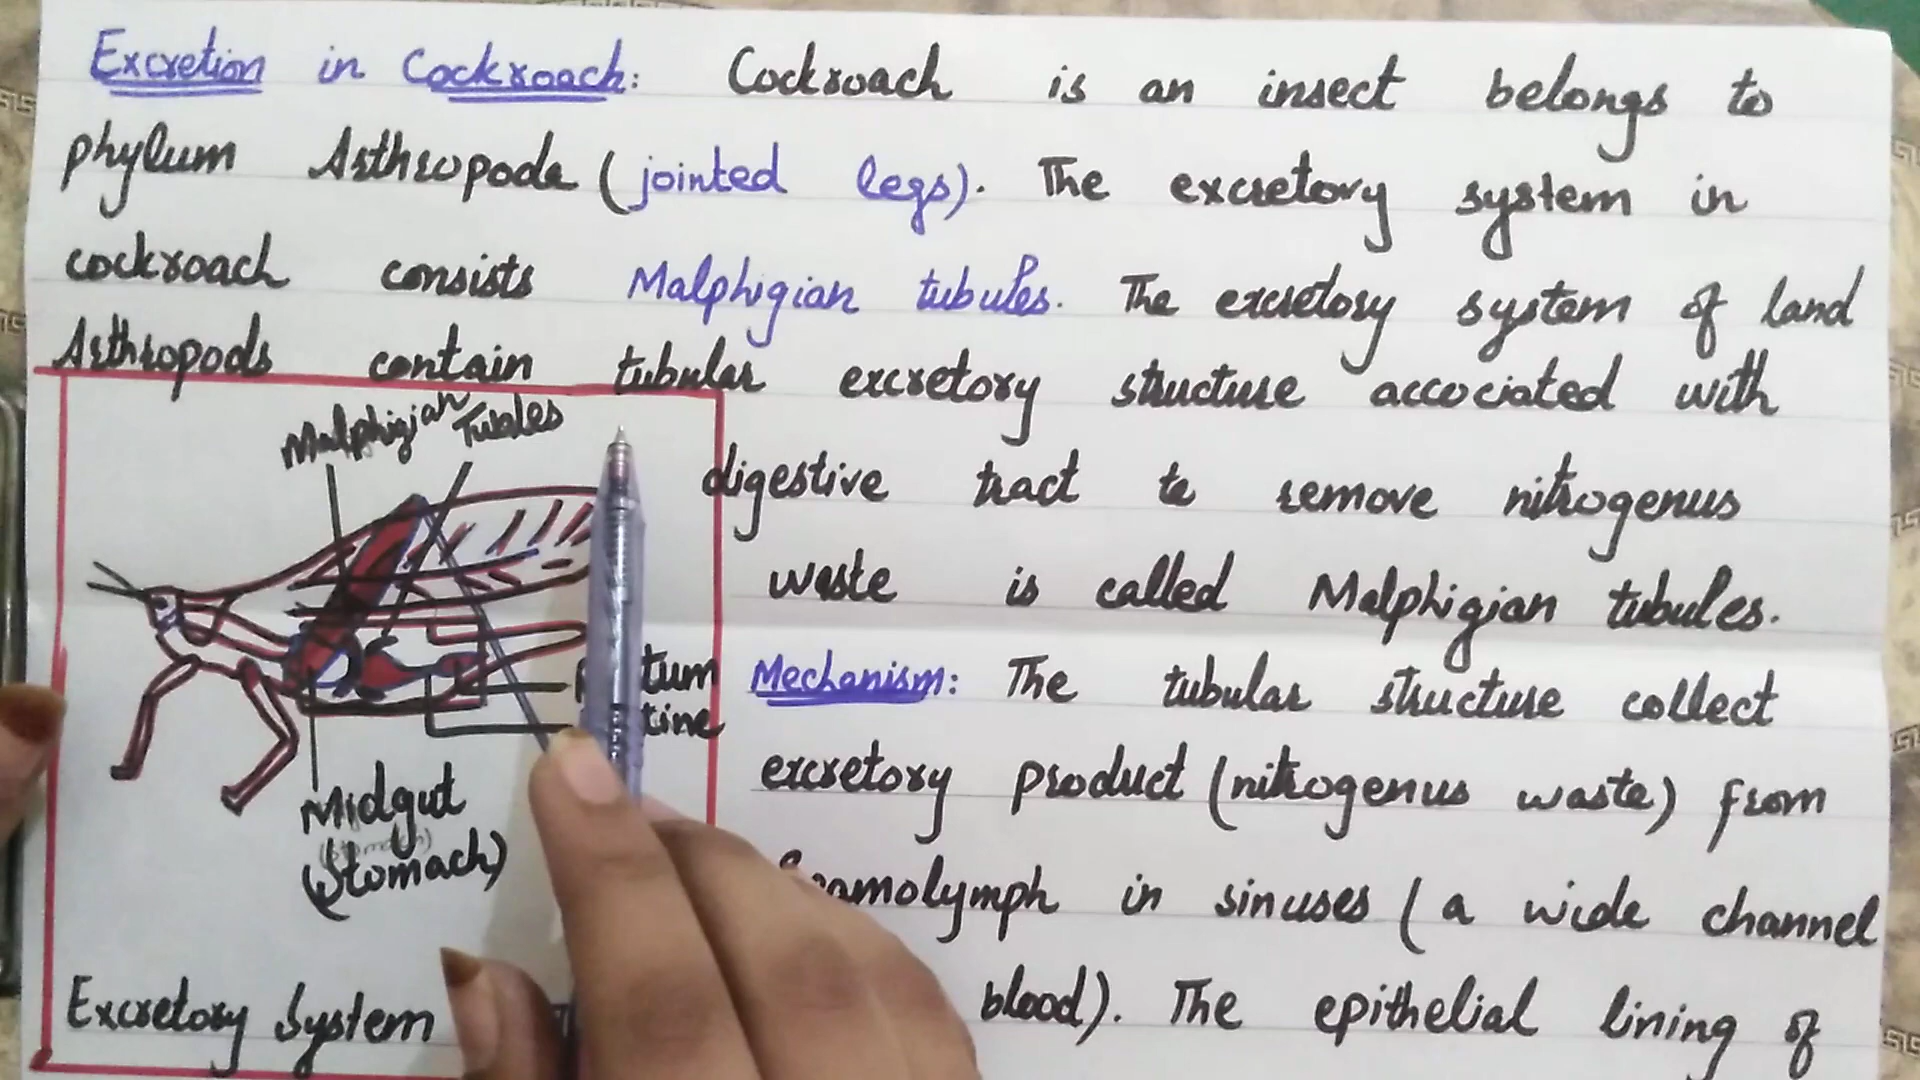 Excretion in Cockroach: Cockroach is an insect belongs to
phylum Arthropoda (jointed legs). The excretory system in
cockroach consists Malphigian tubules. The excretory system of land
Arthropods contain tubular excretory structure accociated with
digestive tract to remove nitrogenus
waste is called Malphigian tubules.
Mechanism: The tubular structure collect
excretory product (nitrogenus waste) from
in sinuses (a wide channel
blood). The epithelial lining of
Malphigian Tubles
Midgut
(Stomach)
Excretory System